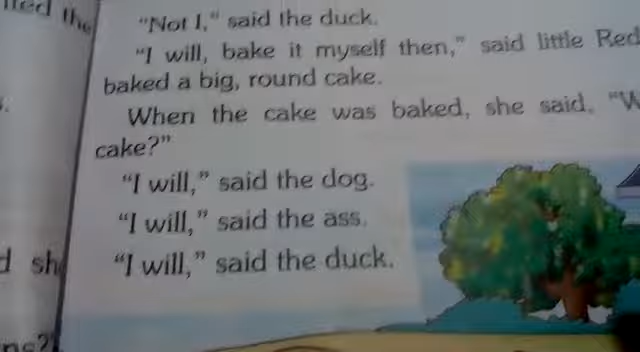 the
"Not I," said the duck.
"I will, bake it myself then," said little Red
baked a big, round cake.
When the cake was baked, she said, "W
cake?"
"I will," said the dog.
"I will," said the ass.
"I will," said the duck.